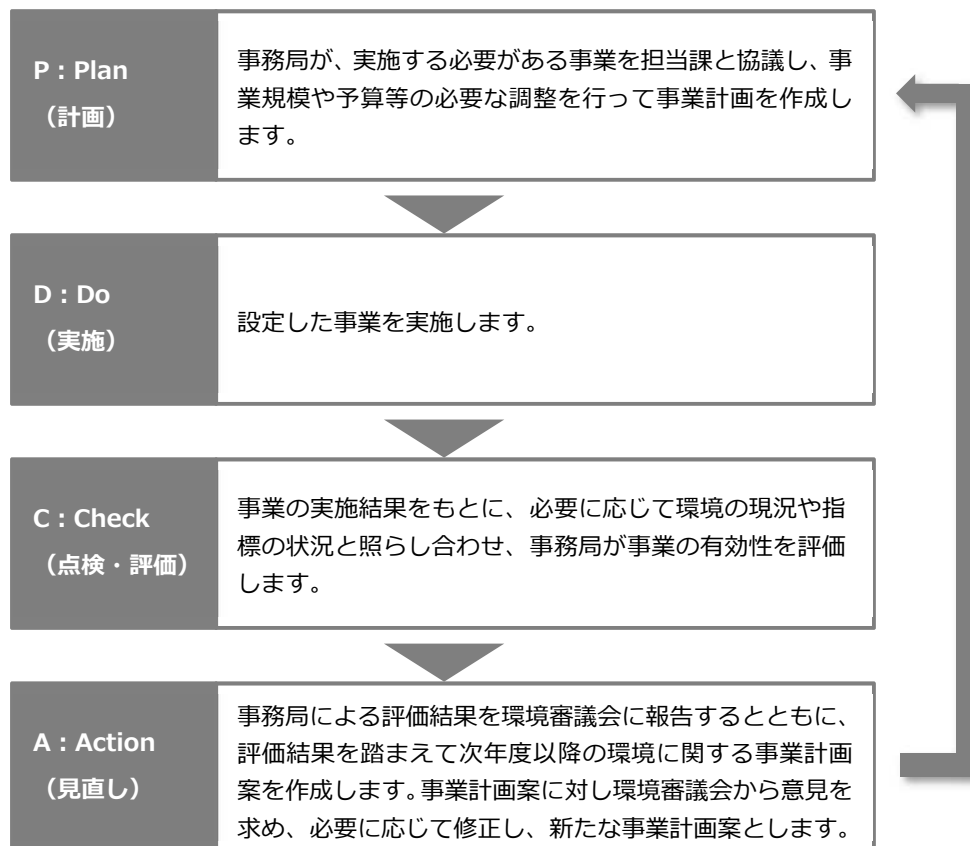 P：Plan
（計画）
事務局が、実施する必要がある事業を担当課と協議し、事
業規模や予算等の必要な調整を行って事業計画を作成し
ます。
D：Do
（実施）
設定した事業を実施します。
C：Check
（点検・評価）
事業の実施結果をもとに、必要に応じて環境の現況や指
標の状況と照らし合わせ、事務局が事業の有効性を評価
します。
A：Action
（見直し）
事務局による評価結果を環境審議会に報告するとともに、
評価結果を踏まえて次年度以降の環境に関する事業計画
案を作成します。事業計画案に対し環境審議会から意見を
求め、必要に応じて修正し、新たな事業計画案とします。